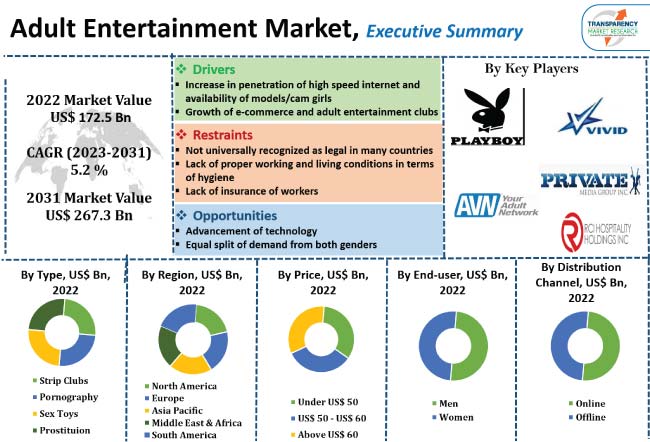 Adult Entertainment Market, Executive Summary
TRANSPARENCY
MARKET RESEARCH
2022 Market Value
US$ 172.5 Bn
CAGR (2023-2031)
5.2 %
2031 Market Value
US$ 267.3 Bn
Drivers
Increase in penetration of high speed internet and
availability of models/cam girls
Growth of e-commerce and adult entertainment clubs
Restraints
Not universally recognized as legal in many countries
Lack of proper working and living conditions in terms
of hygiene
Lack of insurance of workers
Opportunities
Advancement of technology
Equal split of demand from both genders
By Key Players
PLAYBOY
VIVID
PRIVATE
MEDIA GROUP INC.
AVN Your
Adult
Network
RCI HOSPITALITY
HOLDINGS INC
By Type, US$ Bn,
2022
Strip Clubs
Pornography
Sex Toys
Prostituion
By Region, US$ Bn,
2022
North America
Europe
Asia Pacific
Middle East & Africa
South America
By Price, US$ Bn,
2022
Under US$ 50
US$ 50 - US$ 60
Above US$ 60
By End-user, US$ Bn,
2022
Men
Women
By Distribution
Channel, US$ Bn,
2022
Online
Offline